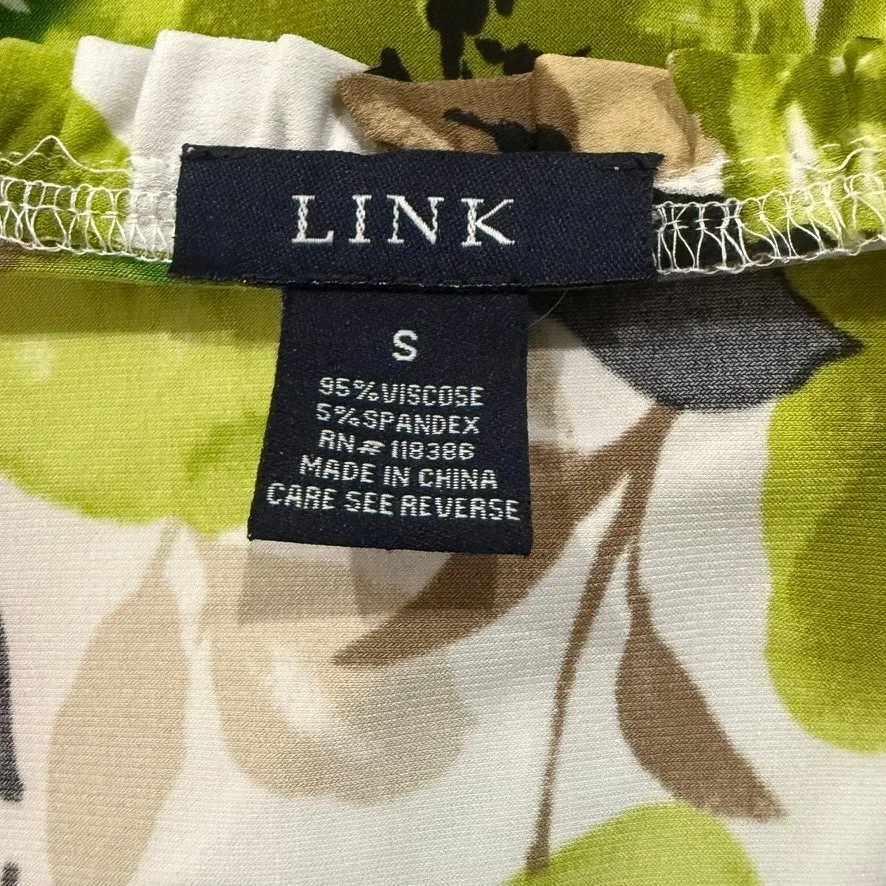 LINK
S
95%VISCOSE
5%SPANDEX
RN# 118386
MADE IN CHINA
CARE SEE REVERSE